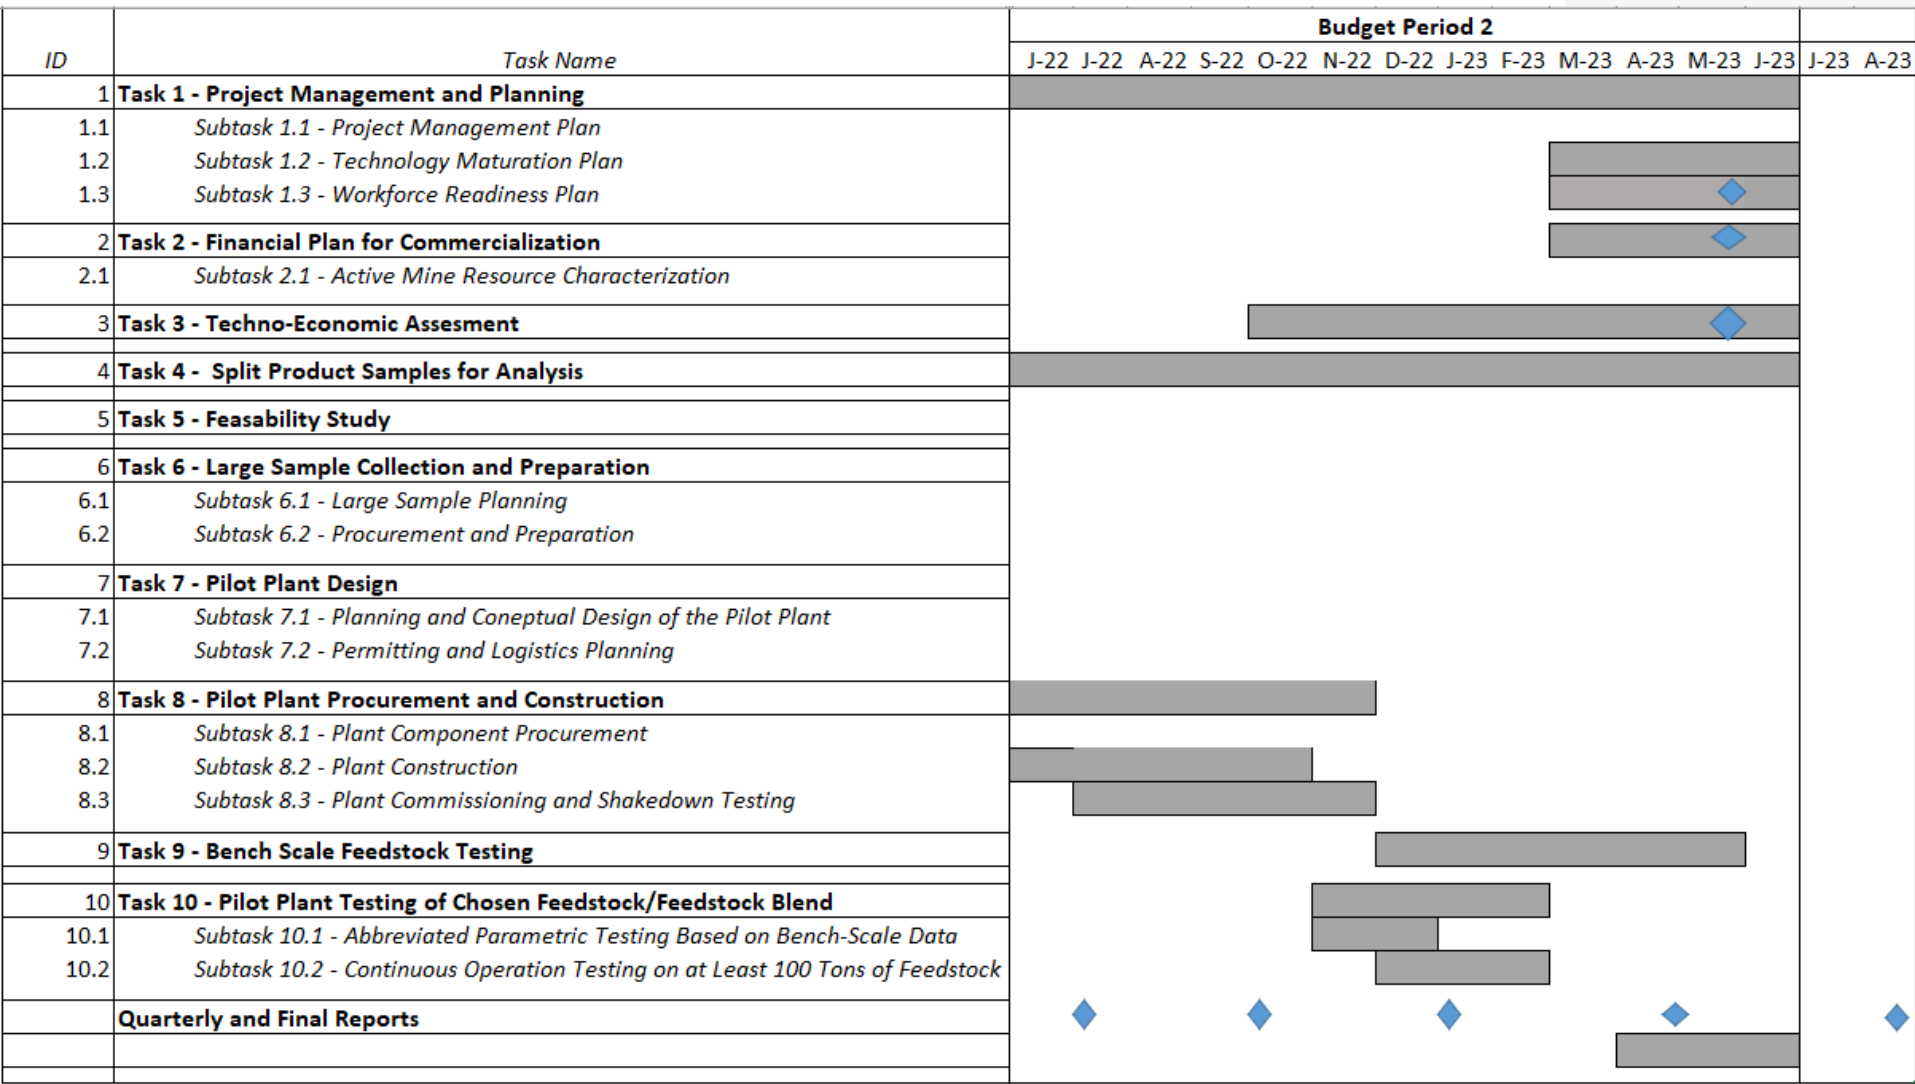 Budget Period 2
ID Task Name J-22 J-22 A-22 S-22 O-22 N-22 D-22 J-23 F-23 M-23 A-23 M-23 J-23 J-23 A-23
1 Task 1 - Project Management and Planning
1.1 Subtask 1.1 - Project Management Plan
1.2 Subtask 1.2 - Technology Maturation Plan
1.3 Subtask 1.3 - Workforce Readiness Plan
2 Task 2 - Financial Plan for Commercialization
2.1 Subtask 2.1 - Active Mine Resource Characterization
3 Task 3 - Techno-Economic Assesment
4 Task 4 - Split Product Samples for Analysis
5 Task 5 - Feasability Study
6 Task 6 - Large Sample Collection and Preparation
6.1 Subtask 6.1 - Large Sample Planning
6.2 Subtask 6.2 - Procurement and Preparation
7 Task 7 - Pilot Plant Design
7.1 Subtask 7.1 - Planning and Coneptual Design of the Pilot Plant
7.2 Subtask 7.2 - Permitting and Logistics Planning
8 Task 8 - Pilot Plant Procurement and Construction
8.1 Subtask 8.1 - Plant Component Procurement
8.2 Subtask 8.2 - Plant Construction
8.3 Subtask 8.3 - Plant Commissioning and Shakedown Testing
9 Task 9 - Bench Scale Feedstock Testing
10 Task 10 - Pilot Plant Testing of Chosen Feedstock/Feedstock Blend
10.1 Subtask 10.1 - Abbreviated Parametric Testing Based on Bench-Scale Data
10.2 Subtask 10.2 - Continuous Operation Testing on at Least 100 Tons of Feedstock
Quarterly and Final Reports